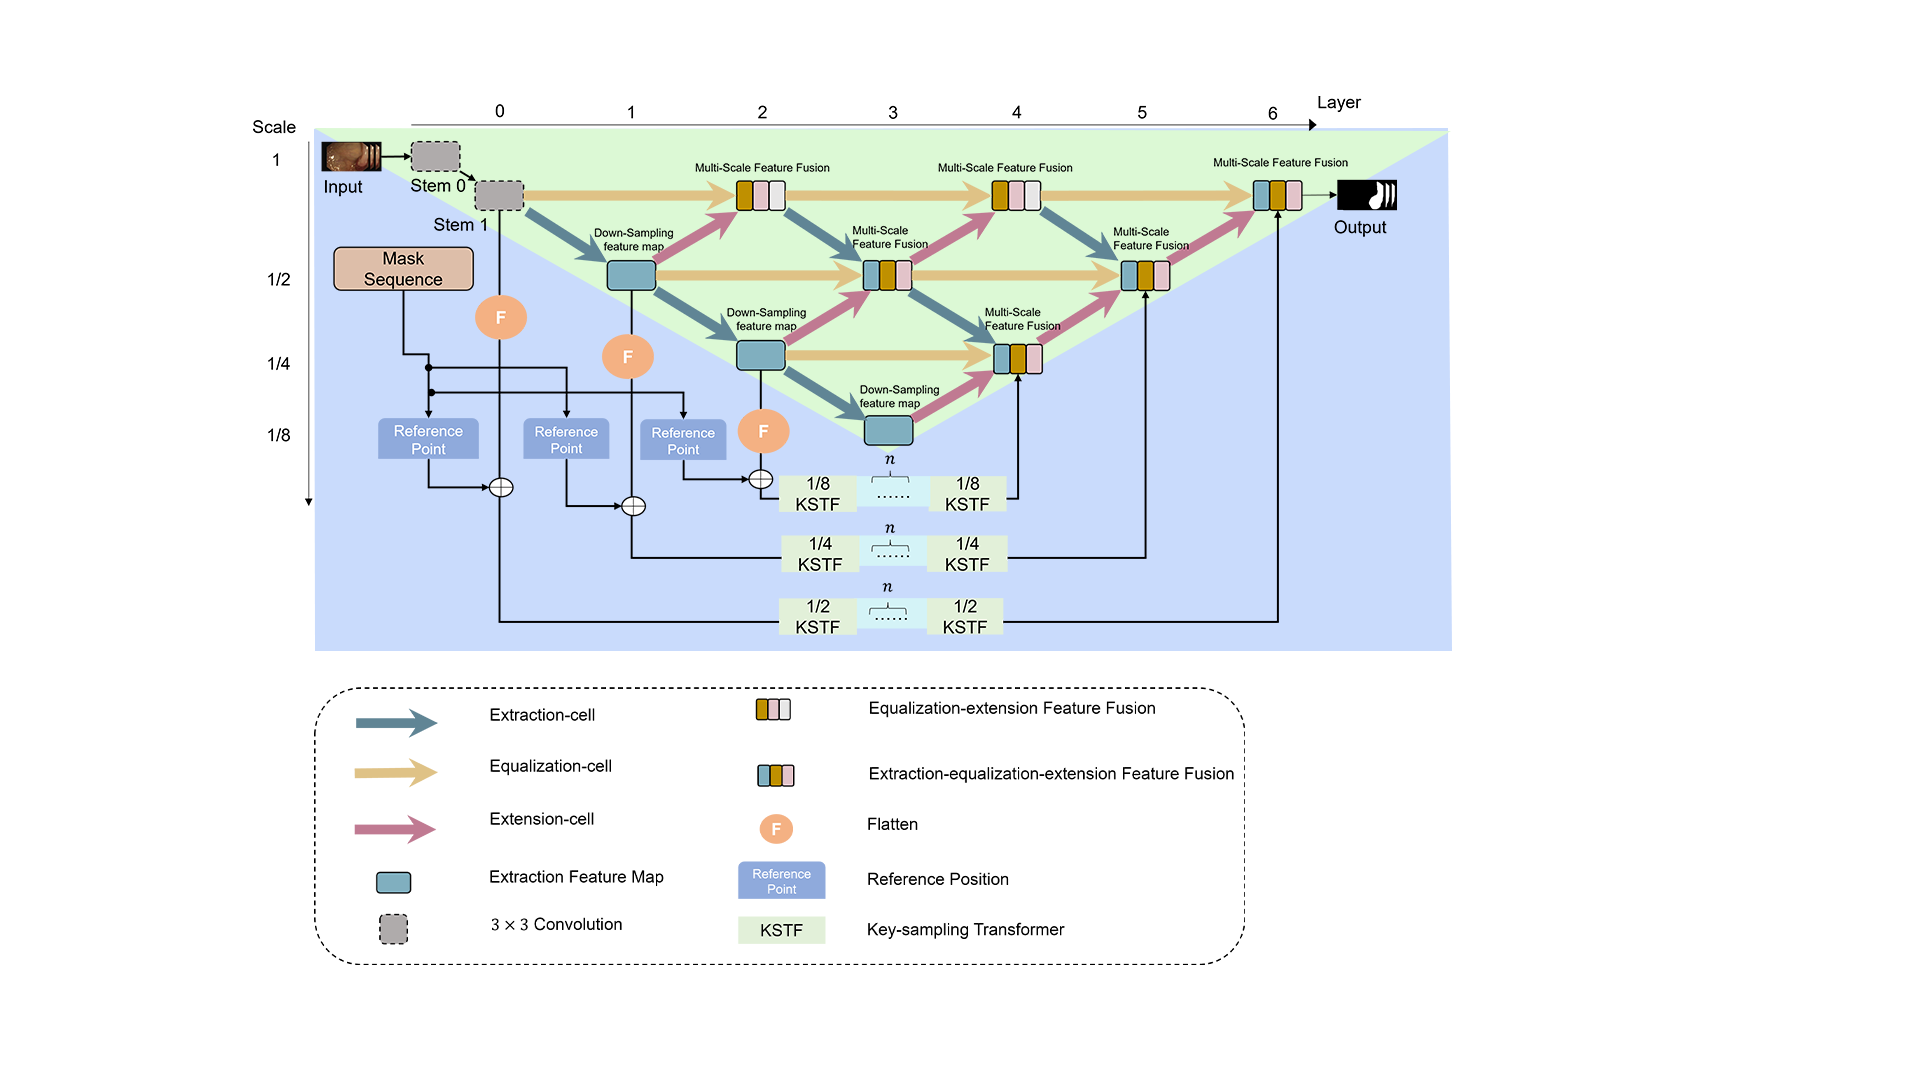 0 1 2 3 4 5 6 Layer
Scale
1
1/2
1/4
1/8
Input
Stem 0
Stem 1
Multi-Scale Feature Fusion
Multi-Scale Feature Fusion
Multi-Scale Feature Fusion
Output
Down-Sampling
feature map
Multi-Scale
Feature Fusion
Multi-Scale
Feature Fusion
Mask
Sequence
F
F
Down-Sampling
feature map
Multi-Scale
Feature Fusion
Down-Sampling
feature map
Reference
Point
Reference
Point
Reference
Point
F
n
1/8
KSTF
......
1/8
KSTF
n
1/4
KSTF
......
1/4
KSTF
n
1/2
KSTF
......
1/2
KSTF
Extraction-cell
Equalization-cell
Extension-cell
Extraction Feature Map
3 × 3 Convolution
Equalization-extension Feature Fusion
Extraction-equalization-extension Feature Fusion
F
Flatten
Reference
Point
Reference Position
KSTF
Key-sampling Transformer